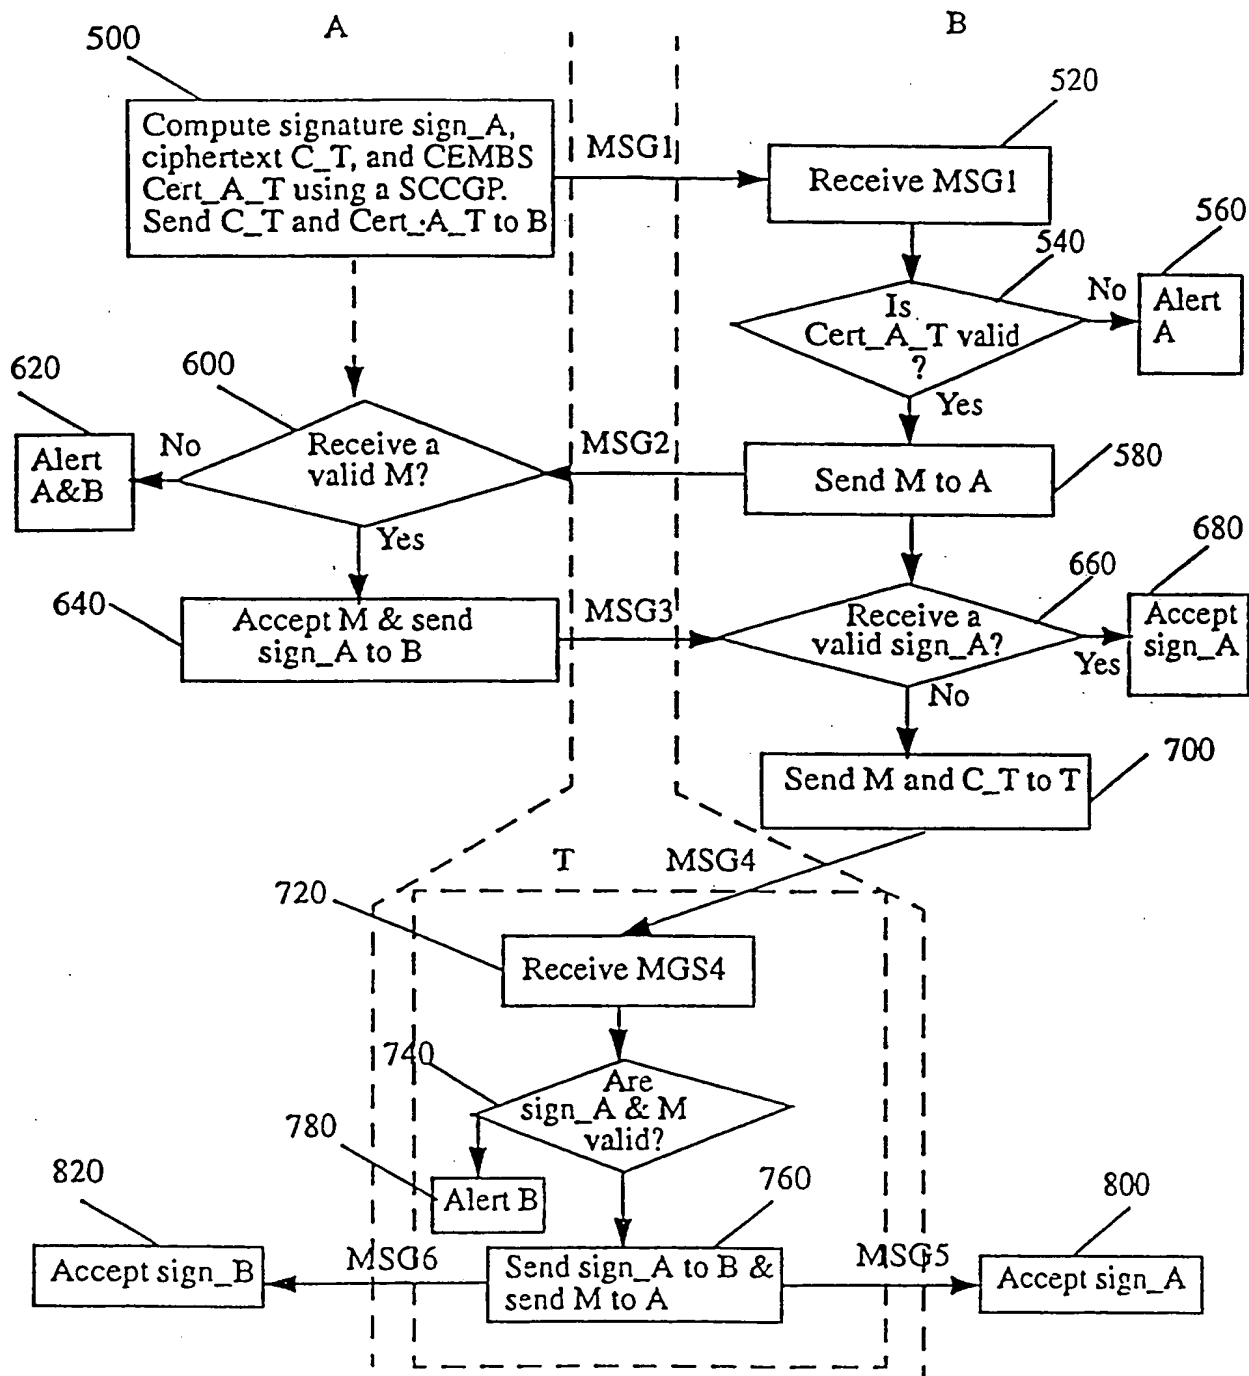 A
B
500
520
Compute signature sign_A,
ciphertext C_T, and CEMBS
Cert_A_T using a SCCGP.
Send C_T and Cert_A_T to B
MSG1
Receive MSG1
540
560
Is
Cert_A_T valid
?
No
Alert
A
Yes
620
600
Alert
A&B
No
Receive a
valid M?
MSG2
Send M to A
580
Yes
640
Accept M & send
sign_A to B
MSG3
Receive a
valid sign_A?
660
680
Yes
Accept
sign_A
No
Send M and C_T to T
700
T
MSG4
720
Receive MGS4
740
Are
sign_A & M
valid?
780
Alert B
820
Accept sign_B
MSG6
760
Send sign_A to B &
send M to A
MSG5
800
Accept sign_A